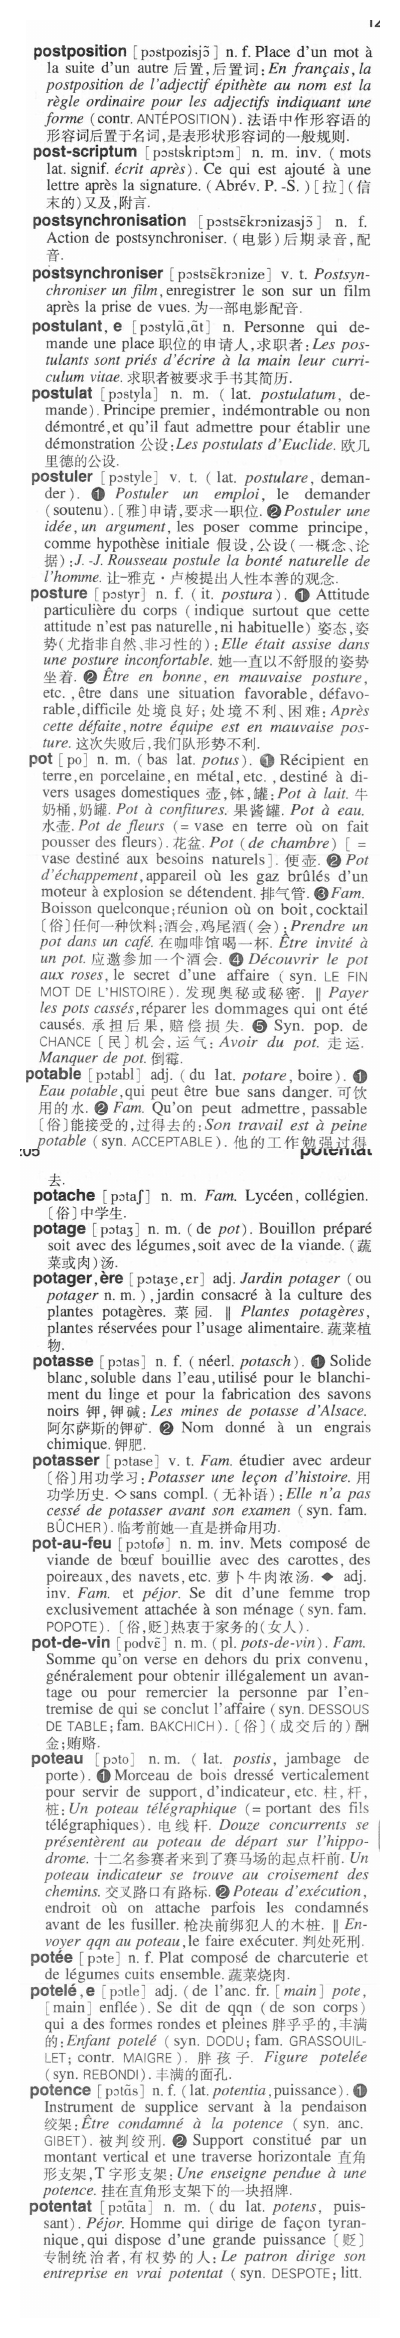 12
postposition [pɔstpozisjɔ̃] n. f. Place d'un mot à
la suite d'un autre 后置,后置词:En français, la
postposition de l'adjectif épithète au nom est la
règle ordinaire pour les adjectifs indiquant une
forme (contr. ANTÉPOSITION). 法语中作形容语的
形容词后置于名词,是表形状形容词的一般规则.
post-scriptum [pɔstskriptɔm] n. m. inv. (mots
lat. signif. écrit après). Ce qui est ajouté à une
lettre après la signature. (Abrév. P. -S. ) [拉](信
末的)又及,附言.
postsynchronisation [pɔstsɛ̃krɔnizasjɔ̃] n. f.
Action de postsynchroniser. (电影)后期录音,配
音.
postsynchroniser [pɔstsɛ̃krɔnize] v. t. Postsyn-
chroniser un film, enregistrer le son sur un film
après la prise de vues. 为一部电影配音.
postulant, e [pɔstylɑ̃,ɑ̃t] n. Personne qui de-
mande une place 职位的申请人,求职者:Les pos-
tulants sont priés d'écrire à la main leur curri-
culum vitae. 求职者被要求手书其简历.
postulat [pɔstyla] n. m. ( lat. postulatum, de-
mande). Principe premier, indémontrable ou non
démontré, et qu'il faut admettre pour établir une
démonstration 公设:Les postulats d'Euclide. 欧几
里德的公设.
postuler [pɔstyle] v. t. ( lat. postulare, deman-
der ). ❶ Postuler un emploi, le demander
(soutenu). [雅]申请,要求一职位. ❷ Postuler une
idée, un argument, les poser comme principe,
comme hypothèse initiale 假设,公设(一概念、论
据):J. -J. Rousseau postule la bonté naturelle de
l'homme. 让-雅克・卢梭提出人性本善的观念.
posture [pɔstyr] n. f. (it. postura). ❶ Attitude
particulière du corps (indique surtout que cette
attitude n'est pas naturelle, ni habituelle) 姿态,姿
势(尤指非自然、非习性的):Elle était assise dans
une posture inconfortable. 她一直以不舒服的姿势
坐着. ❷ Être en bonne, en mauvaise posture,
etc. , être dans une situation favorable, défavo-
rable, difficile 处境良好;处境不利、困难:Après
cette défaite, notre équipe est en mauvaise pos-
ture. 这次失败后,我们队形势不利.
pot [po] n. m. (bas lat. potus). ❶ Récipient en
terre, en porcelaine, en métal, etc. , destiné à di-
vers usages domestiques 壶,钵,罐:Pot à lait. 牛
奶桶,奶罐. Pot à confitures. 果酱罐. Pot à eau.
水壶. Pot de fleurs (= vase en terre où on fait
pousser des fleurs). 花盆. Pot (de chambre) [ =
vase destiné aux besoins naturels]. 便壶. ❷ Pot
d'échappement, appareil où les gaz brûlés d'un
moteur à explosion se détendent. 排气管. ❸ Fam.
Boisson quelconque; réunion où on boit, cocktail
[俗]任何一种饮料;酒会,鸡尾酒(会):Prendre un
pot dans un café. 在咖啡馆喝一杯. Être invité à
un pot. 应邀参加一个酒会. ❹ Découvrir le pot
aux roses, le secret d'une affaire ( syn. LE FIN
MOT DE L'HISTOIRE). 发现奥秘或秘密. ‖ Payer
les pots cassés, réparer les dommages qui ont été
causés. 承担后果,赔偿损失. ❺ Syn. pop. de
CHANCE [民] 机会,运气:Avoir du pot. 走运.
Manquer de pot. 倒霉.
potable [pɔtabl] adj. (du lat. potare, boire). ❶
Eau potable, qui peut être bue sans danger. 可饮
用的水. ❷ Fam. Qu'on peut admettre, passable
[俗]能接受的,过得去的:Son travail est à peine
potable (syn. ACCEPTABLE). 他的工作勉强过得
potentat
去.
potache [pɔtaʃ] n. m. Fam. Lycéen, collégien.
[俗]中学生.
potage [pɔtaʒ] n. m. (de pot). Bouillon préparé
soit avec des légumes, soit avec de la viande. (蔬
菜或肉)汤.
potager, ère [pɔtaʒe,ɛr] adj. Jardin potager (ou
potager n. m. ), jardin consacré à la culture des
plantes potagères. 菜园. ‖ Plantes potagères,
plantes réservées pour l'usage alimentaire. 蔬菜植
物.
potasse [pɔtas] n. f. (néerl. potasch). ❶ Solide
blanc, soluble dans l'eau, utilisé pour le blanchi-
ment du linge et pour la fabrication des savons
noirs 钾,钾碱:Les mines de potasse d'Alsace.
阿尔萨斯的钾矿. ❷ Nom donné à un engrais
chimique. 钾肥.
potasser [pɔtase] v. t. Fam. étudier avec ardeur
[俗]用功学习:Potasser une leçon d'histoire. 用
功学历史. ◇ sans compl. (无补语):Elle n'a pas
cessé de potasser avant son examen (syn. fam.
BÛCHER). 临考前她一直是拼命用功.
pot-au-feu [pɔtofø] n. m. inv. Mets composé de
viande de bœuf bouillie avec des carottes, des
poireaux, des navets, etc. 萝卜牛肉浓汤. ◆ adj.
inv. Fam. et péjor. Se dit d'une femme trop
exclusivement attachée à son ménage (syn. fam.
POPOTE). [俗,贬]热衷于家务的(女人).
pot-de-vin [podvɛ̃] n. m. (pl. pots-de-vin). Fam.
Somme qu'on verse en dehors du prix convenu,
généralement pour obtenir illégalement un avan-
tage ou pour remercier la personne par l'en-
tremise de qui se conclut l'affaire (syn. DESSOUS
DE TABLE; fam. BAKCHICH). [俗](成交后的)酬
金;贿赂.
poteau [pɔto] n. m. ( lat. postis, jambage de
porte). ❶ Morceau de bois dressé verticalement
pour servir de support, d'indicateur, etc. 柱,杆,
桩:Un poteau télégraphique (= portant des fils
télégraphiques). 电线杆. Douze concurrents se
présentèrent au poteau de départ sur l'hippo-
drome. 十二名参赛者来到了赛马场的起点杆前. Un
poteau indicateur se trouve au croisement des
chemins. 交叉路口有路标. ❷ Poteau d'exécution,
endroit où on attache parfois les condamnés
avant de les fusiller. 枪决前绑犯人的木桩. ‖ En-
voyer qqn au poteau, le faire exécuter. 判处死刑.
potée [pɔte] n. f. Plat composé de charcuterie et
de légumes cuits ensemble. 蔬菜烧肉.
potelé, e [pɔtle] adj. (de l'anc. fr. [main] pote,
[main] enflée). Se dit de qqn (de son corps)
qui a des formes rondes et pleines 胖乎乎的,丰满
的:Enfant potelé (syn. DODU; fam. GRASSOUIL-
LET; contr. MAIGRE). 胖孩子. Figure potelée
(syn. REBONDI). 丰满的面孔.
potence [pɔtɑ̃s] n. f. (lat. potentia, puissance). ❶
Instrument de supplice servant à la pendaison
绞架:Être condamné à la potence (syn. anc.
GIBET). 被判绞刑. ❷ Support constitué par un
montant vertical et une traverse horizontale 直角
形支架,T字形支架:Une enseigne pendue à une
potence. 挂在直角形支架下的一块招牌.
potentat [pɔtɑ̃ta] n. m. ( du lat. potens, puis-
sant). Péjor. Homme qui dirige de façon tyran-
nique, qui dispose d'une grande puissance [贬]
专制统治者,有权势的人:Le patron dirige son
entreprise en vrai potentat (syn. DESPOTE; litt.